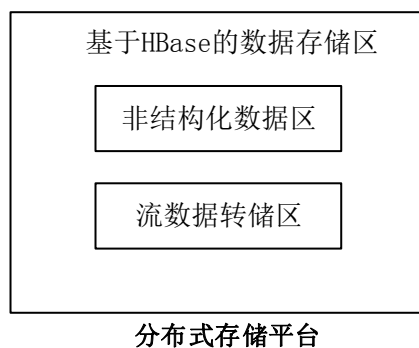 基于HBase的数据存储区
非结构化数据区
流数据转储区
分布式存储平台